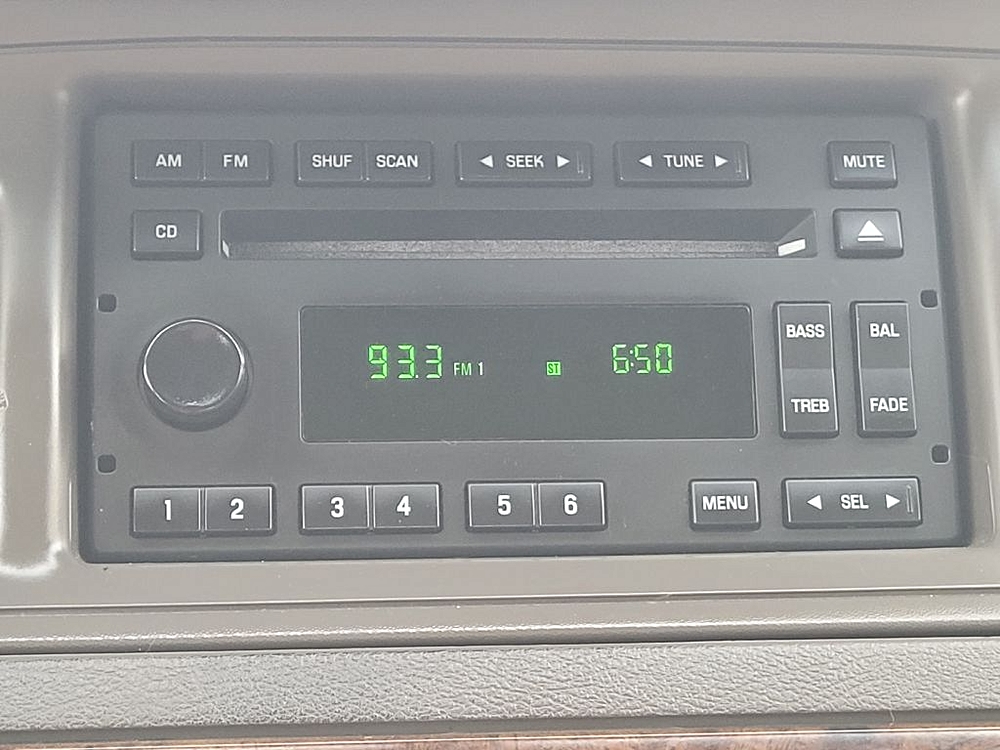 AM FM SHUF SCAN ◄ SEEK ► ◄ TUNE ► MUTE
CD
93.3 FM 1 ST 6:50
BASS BAL
TREB FADE
1 2 3 4 5 6 MENU ◄ SEL ►